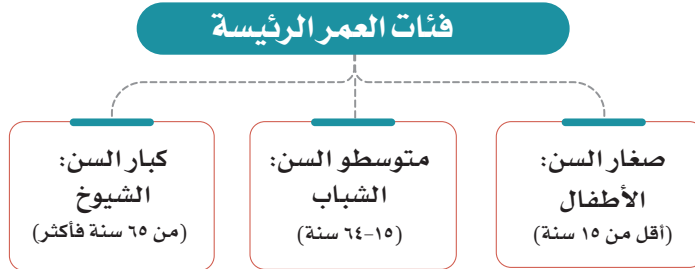 فئات العمر الرئيسة
صغار السن:
الأطفال
(أقل من ١٥ سنة)
متوسطو السن:
الشباب
(١٥-٦٤ سنة)
كبار السن:
الشيوخ
(من ٦٥ سنة فأكثر)